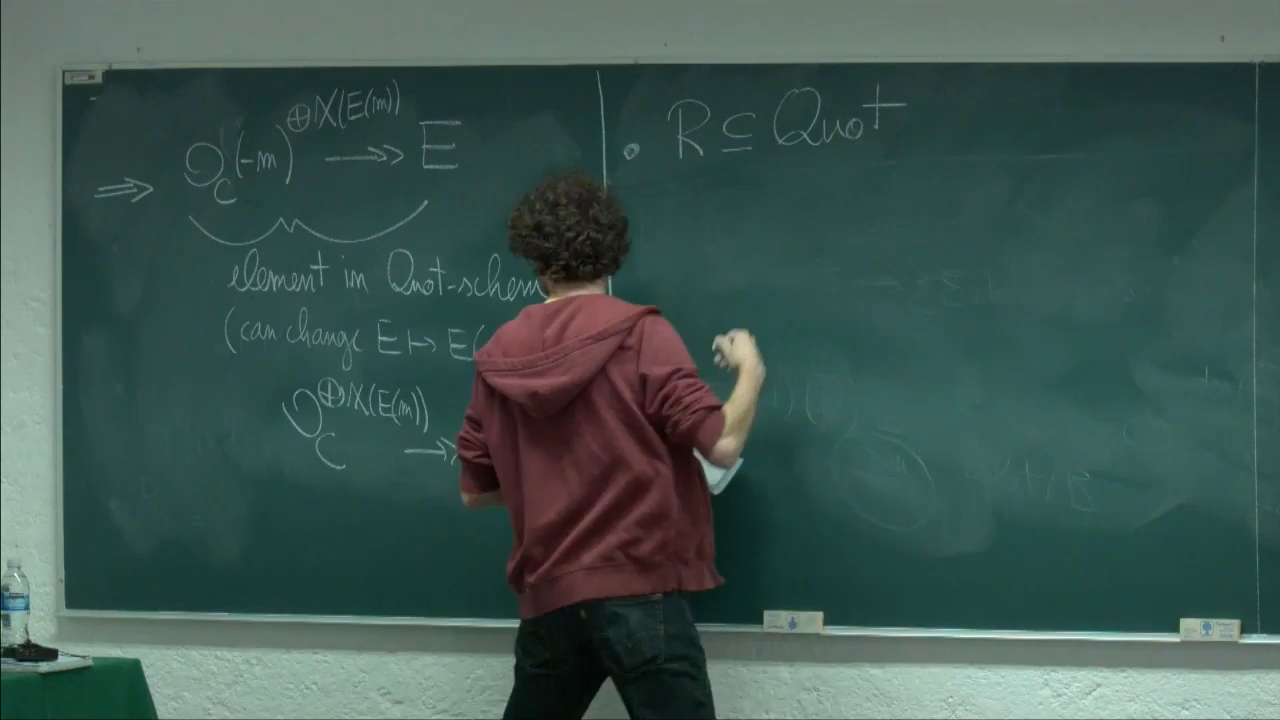 ⇒ O_C(-m)^{⊕χ(E(m))} ↠ E
element in Quot-schem
(can change E ↦ E(
O_C^{⊕χ(E(m))} →
• R ⊆ Quot